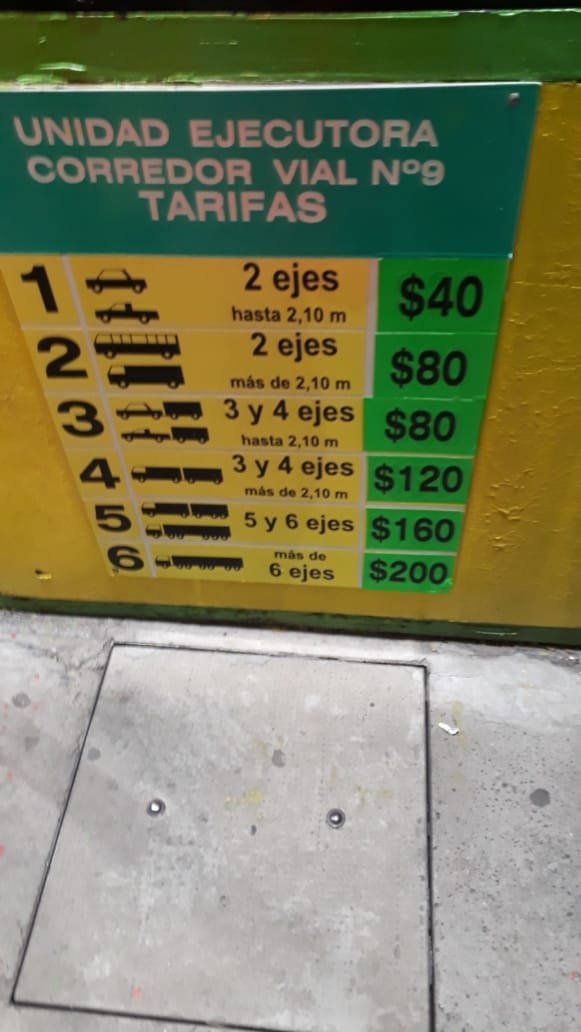 UNIDAD EJECUTORA
CORREDOR VIAL Nº9
TARIFAS
1 2 ejes hasta 2,10 m $40
2 2 ejes más de 2,10 m $80
3 3 y 4 ejes hasta 2,10 m $80
4 3 y 4 ejes más de 2,10 m $120
5 5 y 6 ejes $160
6 más de 6 ejes $200